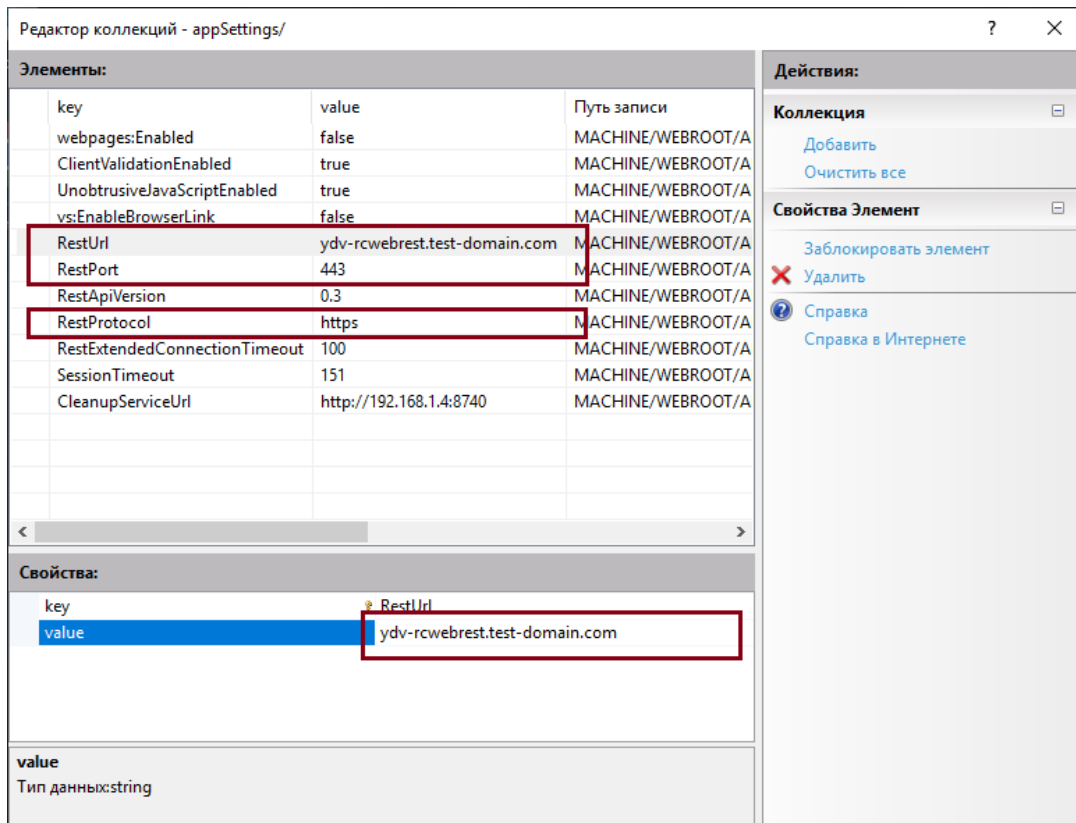 Редактор коллекций - appSettings/ ?
Элементы:
key value Путь записи
webpages:Enabled false MACHINE/WEBROOT/A
ClientValidationEnabled true MACHINE/WEBROOT/A
UnobtrusiveJavaScriptEnabled true MACHINE/WEBROOT/A
vs:EnableBrowserLink false MACHINE/WEBROOT/A
RestUrl ydv-rcwebrest.test-domain.com MACHINE/WEBROOT/A
RestPort 443 MACHINE/WEBROOT/A
RestApiVersion 0.3 MACHINE/WEBROOT/A
RestProtocol https MACHINE/WEBROOT/A
RestExtendedConnectionTimeout 100 MACHINE/WEBROOT/A
SessionTimeout 151 MACHINE/WEBROOT/A
CleanupServiceUrl http://192.168.1.4:8740 MACHINE/WEBROOT/A
Свойства:
key RestUrl
value ydv-rcwebrest.test-domain.com
value
Тип данных:string
Действия:
Коллекция
Добавить
Очистить все
Свойства Элемент
Заблокировать элемент
Удалить
Справка
Справка в Интернете